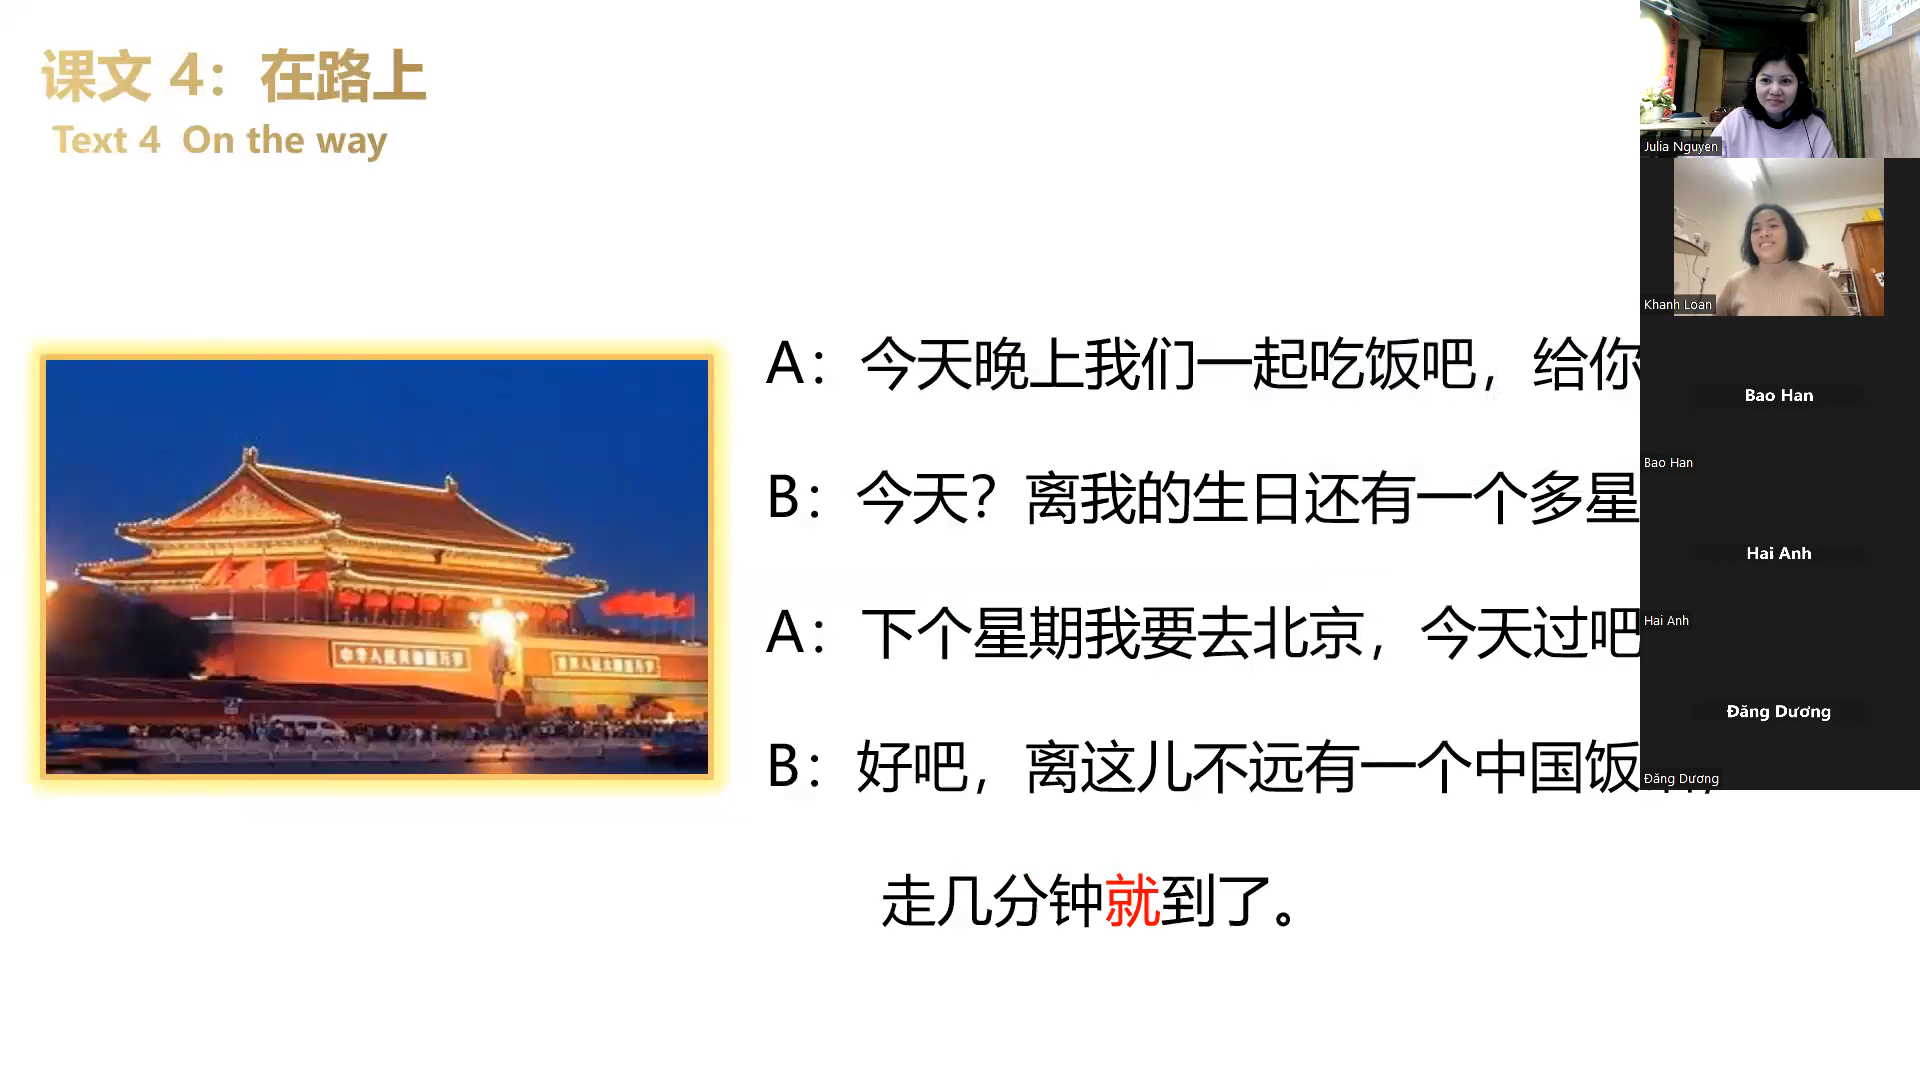 课文 4：在路上
Text 4 On the way
A：今天晚上我们一起吃饭吧，给你
B：今天？离我的生日还有一个多星
A：下个星期我要去北京，今天过吧
B：好吧，离这儿不远有一个中国饭
走几分钟就到了。
Julia Nguyen
Khanh Loan
Bao Han
Bao Han
Hai Anh
Hai Anh
Đăng Dương
Đăng Dương